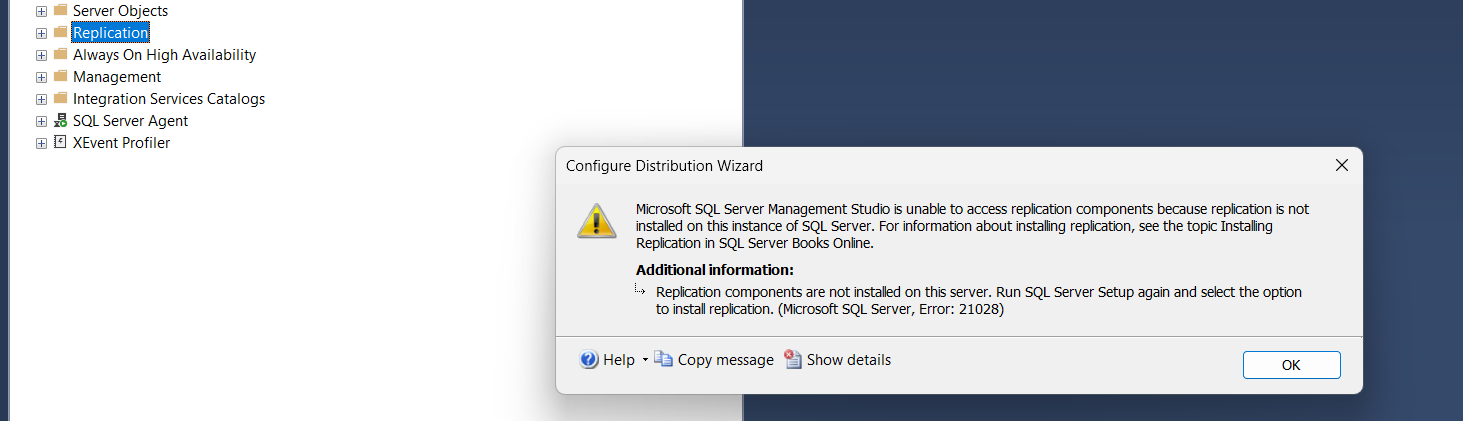 Server Objects
Replication
Always On High Availability
Management
Integration Services Catalogs
SQL Server Agent
XEvent Profiler
Configure Distribution Wizard
Microsoft SQL Server Management Studio is unable to access replication components because replication is not
installed on this instance of SQL Server. For information about installing replication, see the topic Installing
Replication in SQL Server Books Online.
Additional information:
Replication components are not installed on this server. Run SQL Server Setup again and select the option
to install replication. (Microsoft SQL Server, Error: 21028)
Help Copy message Show details
OK